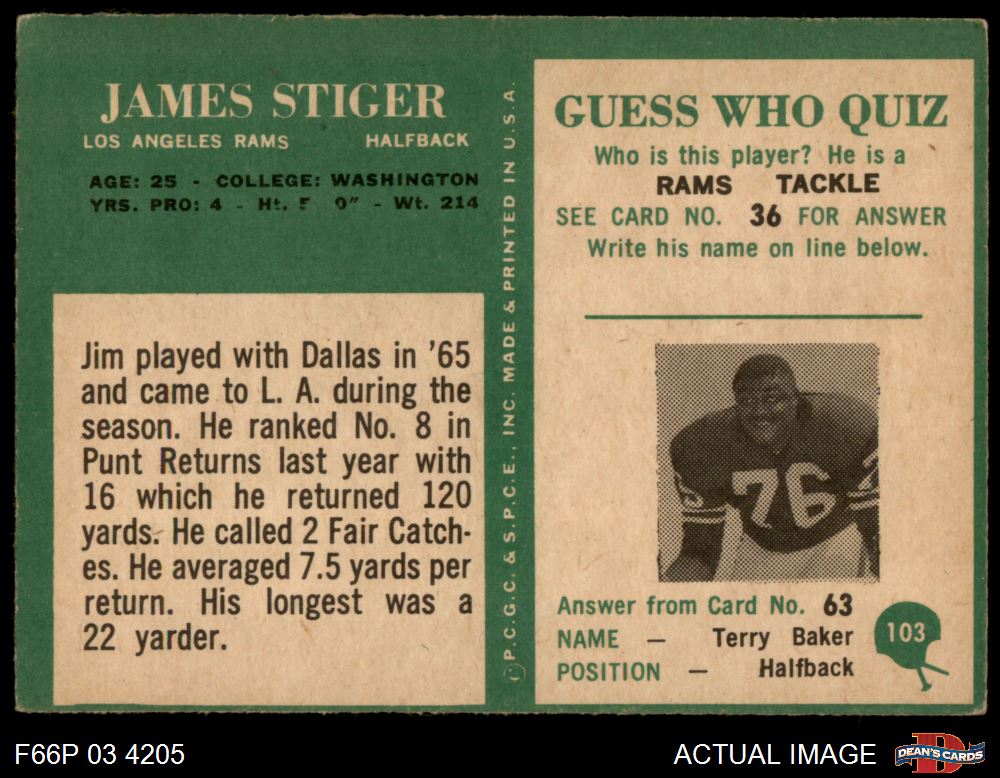 JAMES STIGER
LOS ANGELES RAMS HALFBACK
AGE: 25 - COLLEGE: WASHINGTON
YRS. PRO: 4 - Ht. 0" - Wt. 214
Jim played with Dallas in '65
and came to L. A. during the
season. He ranked No. 8 in
Punt Returns last year with
16 which he returned 120
yards. He called 2 Fair Catch-
es. He averaged 7.5 yards per
return. His longest was a
22 yarder.
© P.C.G.C. & S.P.C.E., INC. MADE & PRINTED IN U.S.A.
GUESS WHO QUIZ
Who is this player? He is a
RAMS TACKLE
SEE CARD NO. 36 FOR ANSWER
Write his name on line below.
76
Answer from Card No. 63
NAME — Terry Baker
POSITION — Halfback
103
F66P 03 4205
ACTUAL IMAGE
DEAN'S CARDS